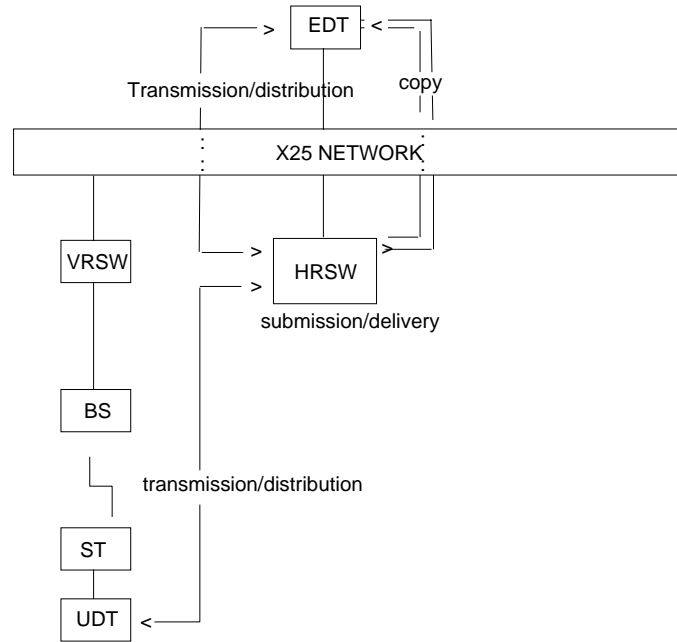 EDT
Transmission/distribution
copy
X25 NETWORK
VRSW
HRSW
submission/delivery
BS
transmission/distribution
ST
UDT